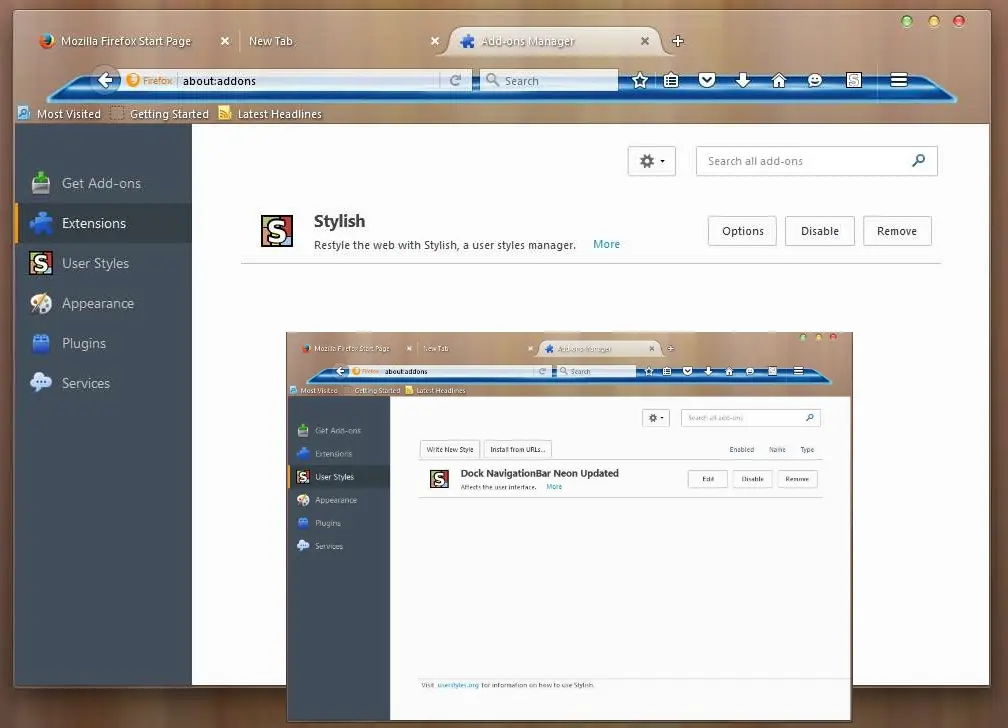 Mozilla Firefox Start Page
New Tab
Add-ons Manager
Firefox
about:addons
Search
S
Most Visited
Getting Started
Latest Headlines
Search all add-ons
Get Add-ons
Extensions
User Styles
Appearance
Plugins
Services
S
Stylish
Restyle the web with Stylish, a user styles manager. More
Options
Disable
Remove
Mozilla Firefox Start Page
New Tab
Add-ons Manager
Firefox
about:addons
Search
Most Visited
Getting Started
Latest Headlines
Search all add-ons
Get Add-ons
Extensions
User Styles
Appearance
Plugins
Services
Write New Style
Install from URLs...
Enabled
Name
Type
S
Dock NavigationBar Neon Updated
Affects the user interface. More
Edit
Disable
Remove
Visit userstyles.org for information on how to use Stylish.